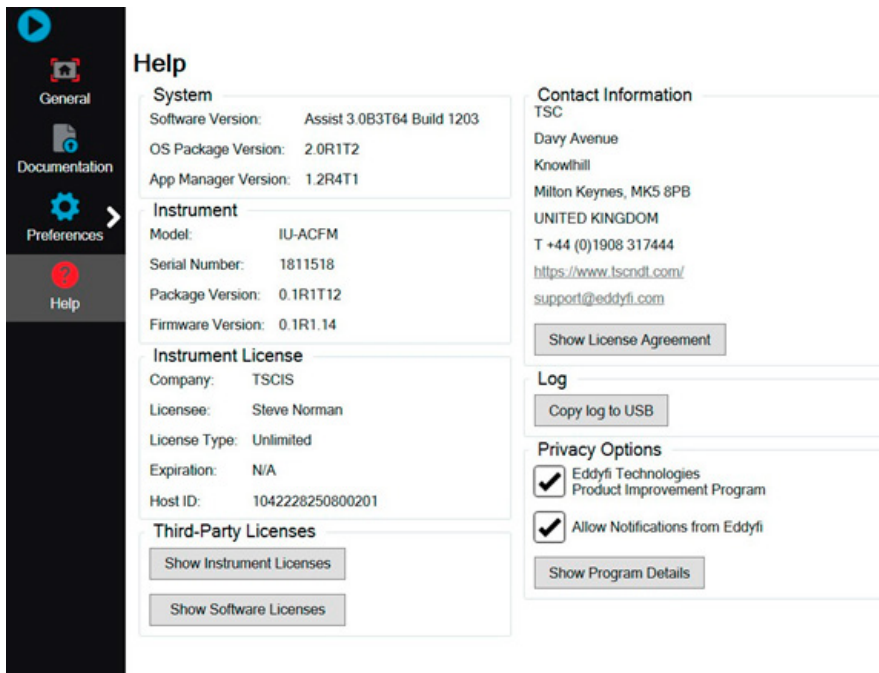 General
Documentation
Preferences
?
Help
Help
System
Software Version: Assist 3.0B3T64 Build 1203
OS Package Version: 2.0R1T2
App Manager Version: 1.2R4T1
Instrument
Model: IU-ACFM
Serial Number: 1811518
Package Version: 0.1R1T12
Firmware Version: 0.1R1.14
Instrument License
Company: TSCIS
Licensee: Steve Norman
License Type: Unlimited
Expiration: N/A
Host ID: 1042228250800201
Third-Party Licenses
Show Instrument Licenses
Show Software Licenses
Contact Information
TSC
Davy Avenue
Knowlhill
Milton Keynes, MK5 8PB
UNITED KINGDOM
T +44 (0)1908 317444
https://www.tscndt.com/
support@eddyfi.com
Show License Agreement
Log
Copy log to USB
Privacy Options
Eddyfi Technologies
Product Improvement Program
Allow Notifications from Eddyfi
Show Program Details